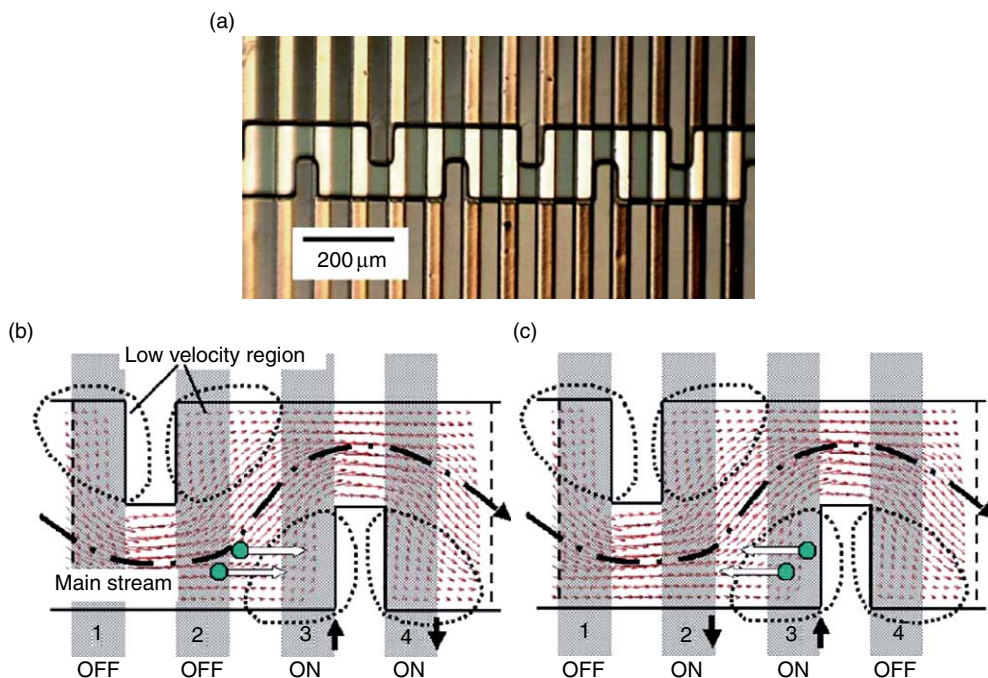 (a)
200 μm
(b)
Low velocity region
Main stream
1 2 3 4
OFF OFF ON ON
(c)
1 2 3 4
OFF ON ON OFF